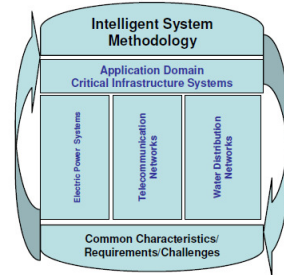 Intelligent System
Methodology
Application Domain
Critical Infrastructure Systems
Electric Power Systems
Telecommunication
Networks
Water Distribution
Networks
Common Characteristics/
Requirements/Challenges